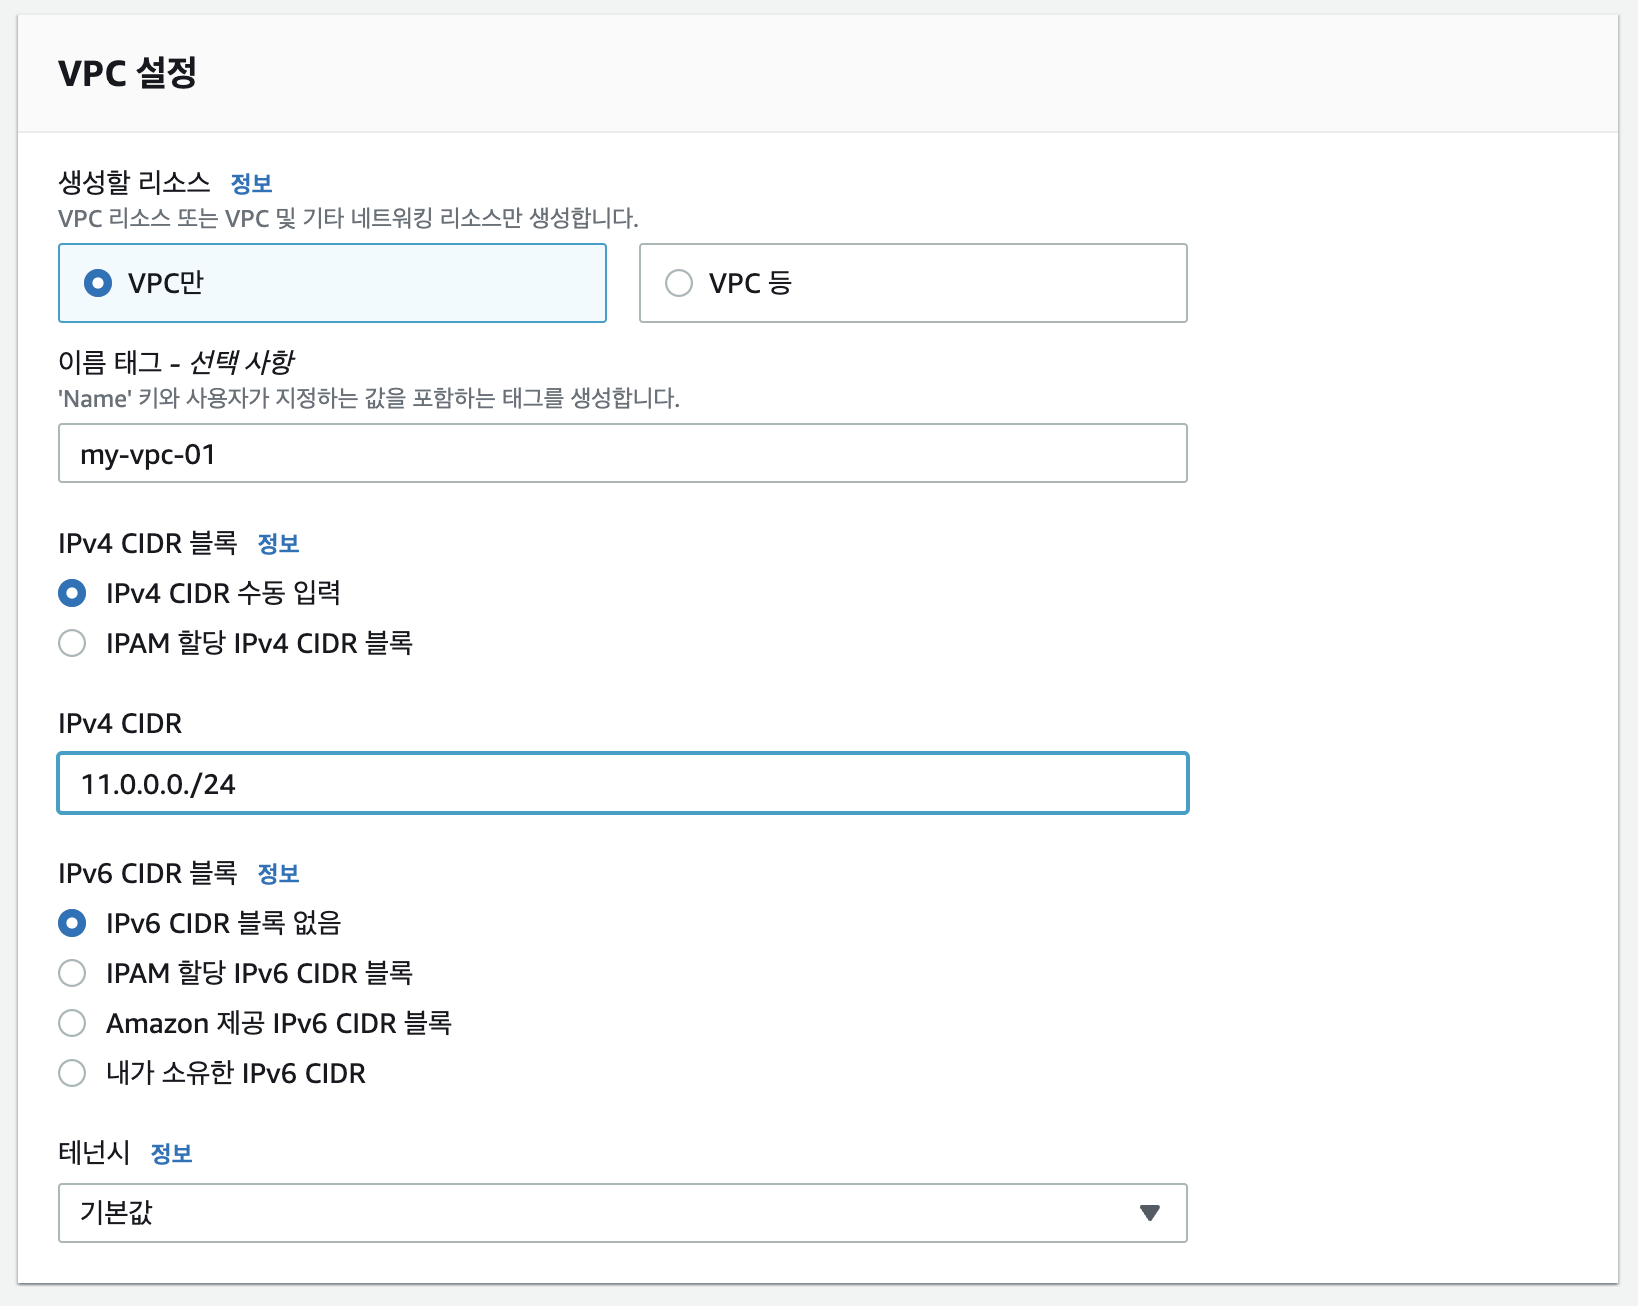 VPC 설정
생성할 리소스 정보
VPC 리소스 또는 VPC 및 기타 네트워킹 리소스만 생성합니다.
VPC만
VPC 등
이름 태그 - 선택 사항
'Name' 키와 사용자가 지정하는 값을 포함하는 태그를 생성합니다.
my-vpc-01
IPv4 CIDR 블록 정보
IPv4 CIDR 수동 입력
IPAM 할당 IPv4 CIDR 블록
IPv4 CIDR
11.0.0.0./24
IPv6 CIDR 블록 정보
IPv6 CIDR 블록 없음
IPAM 할당 IPv6 CIDR 블록
Amazon 제공 IPv6 CIDR 블록
내가 소유한 IPv6 CIDR
테넌시 정보
기본값